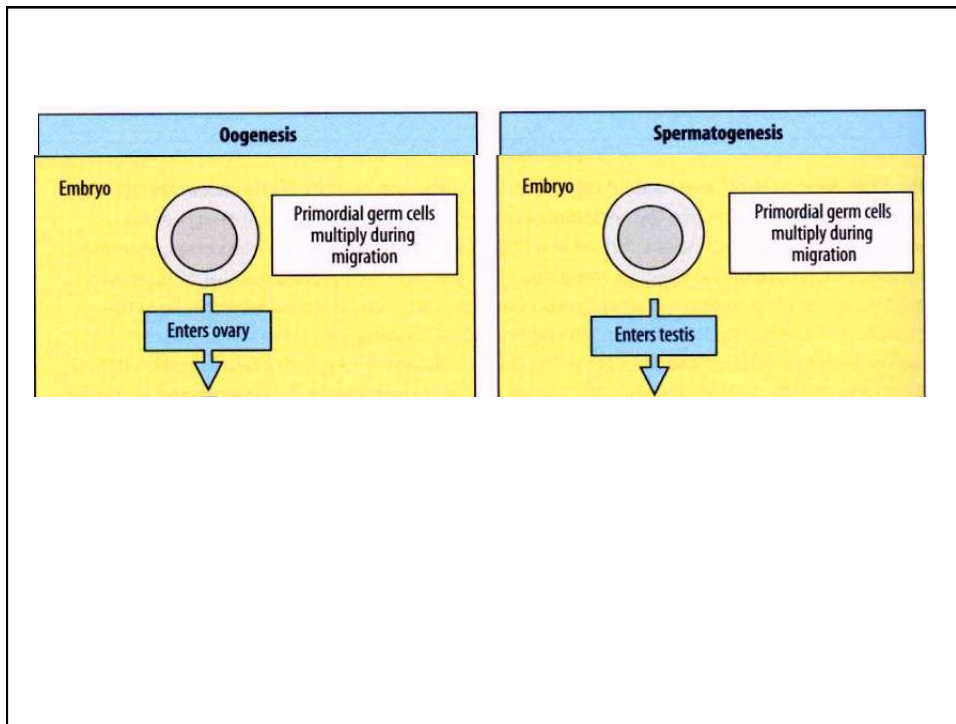 Oogenesis
Embryo
Primordial germ cells
multiply during
migration
Enters ovary
Spermatogenesis
Embryo
Primordial germ cells
multiply during
migration
Enters testis